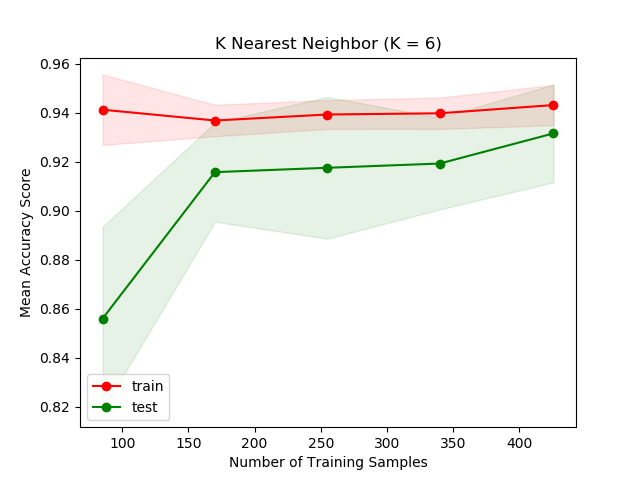 K Nearest Neighbor (K = 6)
0.96
0.94
0.92
0.90
0.88
0.86
0.84
0.82
Mean Accuracy Score
train
test
100 150 200 250 300 350 400
Number of Training Samples